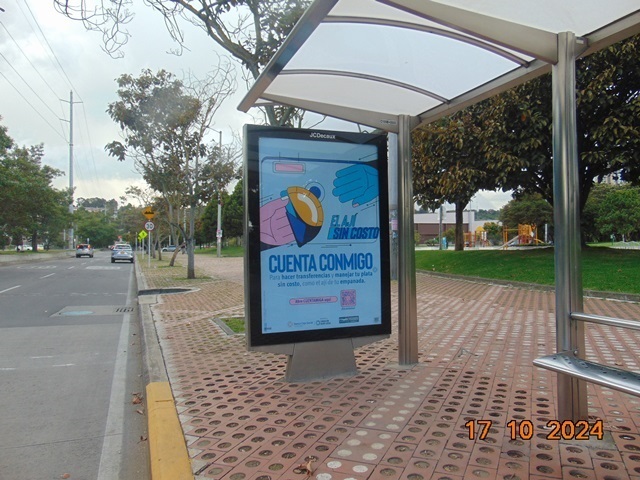 JCDecaux
EL AJÍ
SIN COSTO
CUENTA CONMIGO
Para hacer transferencias y manejar tu plata
sin costo, como el ají de tu empanada.
17 10 2024